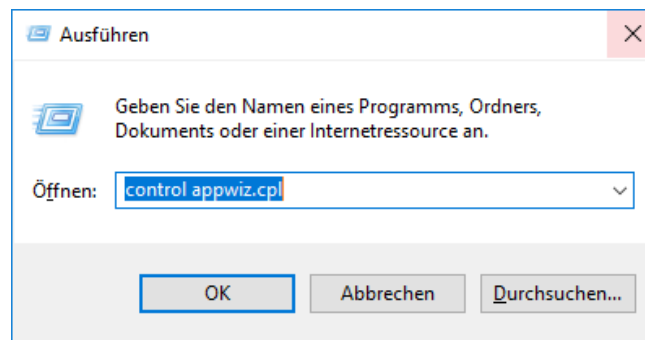 Ausführen
Geben Sie den Namen eines Programms, Ordners,
Dokuments oder einer Internetressource an.
Öffnen: control appwiz.cpl
OK Abbrechen Durchsuchen...